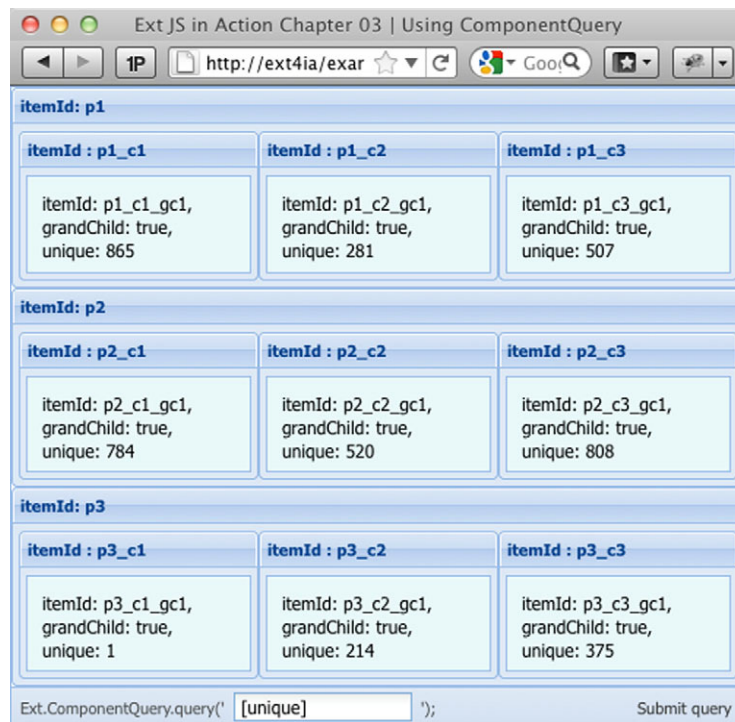 Ext JS in Action Chapter 03 | Using ComponentQuery
1P http://ext4ia/exar Goo
itemId: p1
itemId : p1_c1 itemId : p1_c2 itemId : p1_c3
itemId: p1_c1_gc1, itemId: p1_c2_gc1, itemId: p1_c3_gc1,
grandChild: true, grandChild: true, grandChild: true,
unique: 865 unique: 281 unique: 507
itemId: p2
itemId : p2_c1 itemId : p2_c2 itemId : p2_c3
itemId: p2_c1_gc1, itemId: p2_c2_gc1, itemId: p2_c3_gc1,
grandChild: true, grandChild: true, grandChild: true,
unique: 784 unique: 520 unique: 808
itemId: p3
itemId : p3_c1 itemId : p3_c2 itemId : p3_c3
itemId: p3_c1_gc1, itemId: p3_c2_gc1, itemId: p3_c3_gc1,
grandChild: true, grandChild: true, grandChild: true,
unique: 1 unique: 214 unique: 375
Ext.ComponentQuery.query(' [unique] '); Submit query